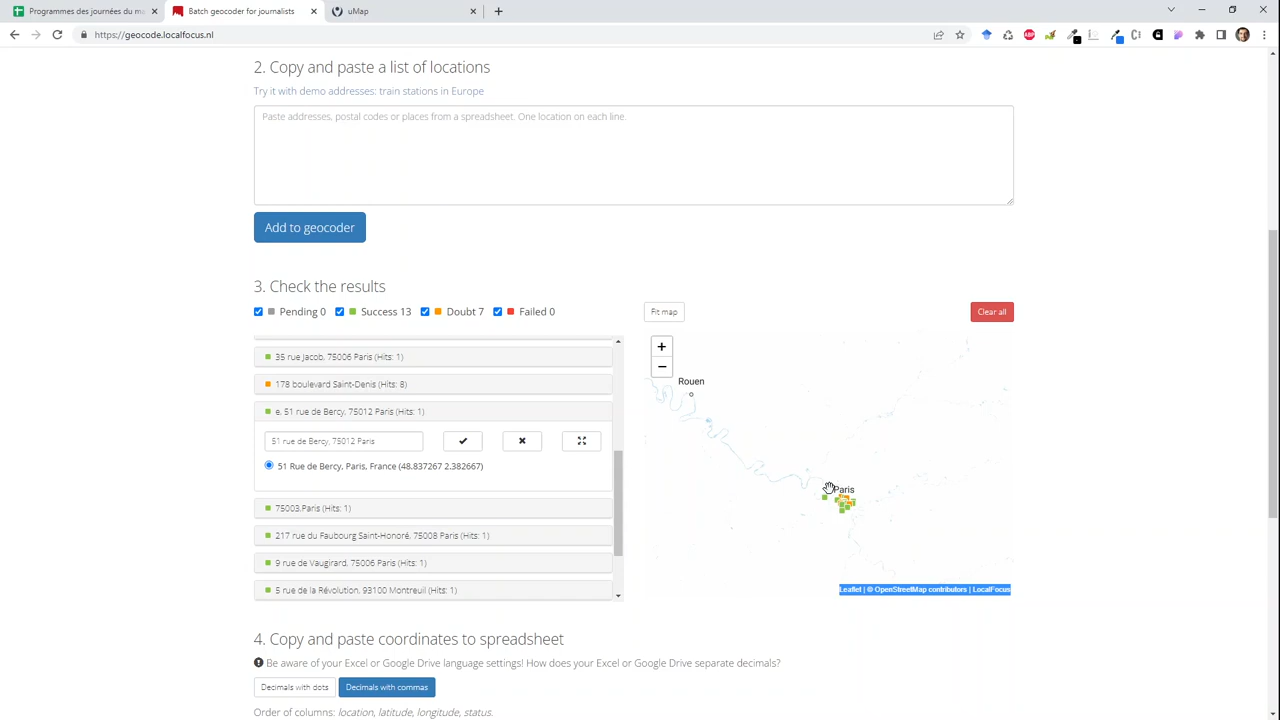 Programmes des journées du ma
Batch geocoder for journalists
uMap
https://geocode.localfocus.nl
2. Copy and paste a list of locations
Try it with demo addresses: train stations in Europe
Paste addresses, postal codes or places from a spreadsheet. One location on each line.
Add to geocoder
3. Check the results
Pending 0 Success 13 Doubt 7 Failed 0
Fit map
Clear all
35 rue Jacob, 75006 Paris (Hits: 1)
178 boulevard Saint-Denis (Hits: 8)
e. 51 rue de Bercy, 75012 Paris (Hits: 1)
51 rue de Bercy, 75012 Paris
51 Rue de Bercy, Paris, France (48.837267 2.382667)
75003 Paris (Hits: 1)
217 rue du Faubourg Saint-Honoré, 75008 Paris (Hits: 1)
9 rue de Vaugirard, 75006 Paris (Hits: 1)
5 rue de la Révolution, 93100 Montreuil (Hits: 1)
+
−
Rouen
Paris
Leaflet | © OpenStreetMap contributors | LocalFocus
4. Copy and paste coordinates to spreadsheet
Be aware of your Excel or Google Drive language settings! How does your Excel or Google Drive separate decimals?
Decimals with dots
Decimals with commas
Order of columns: location, latitude, longitude, status.